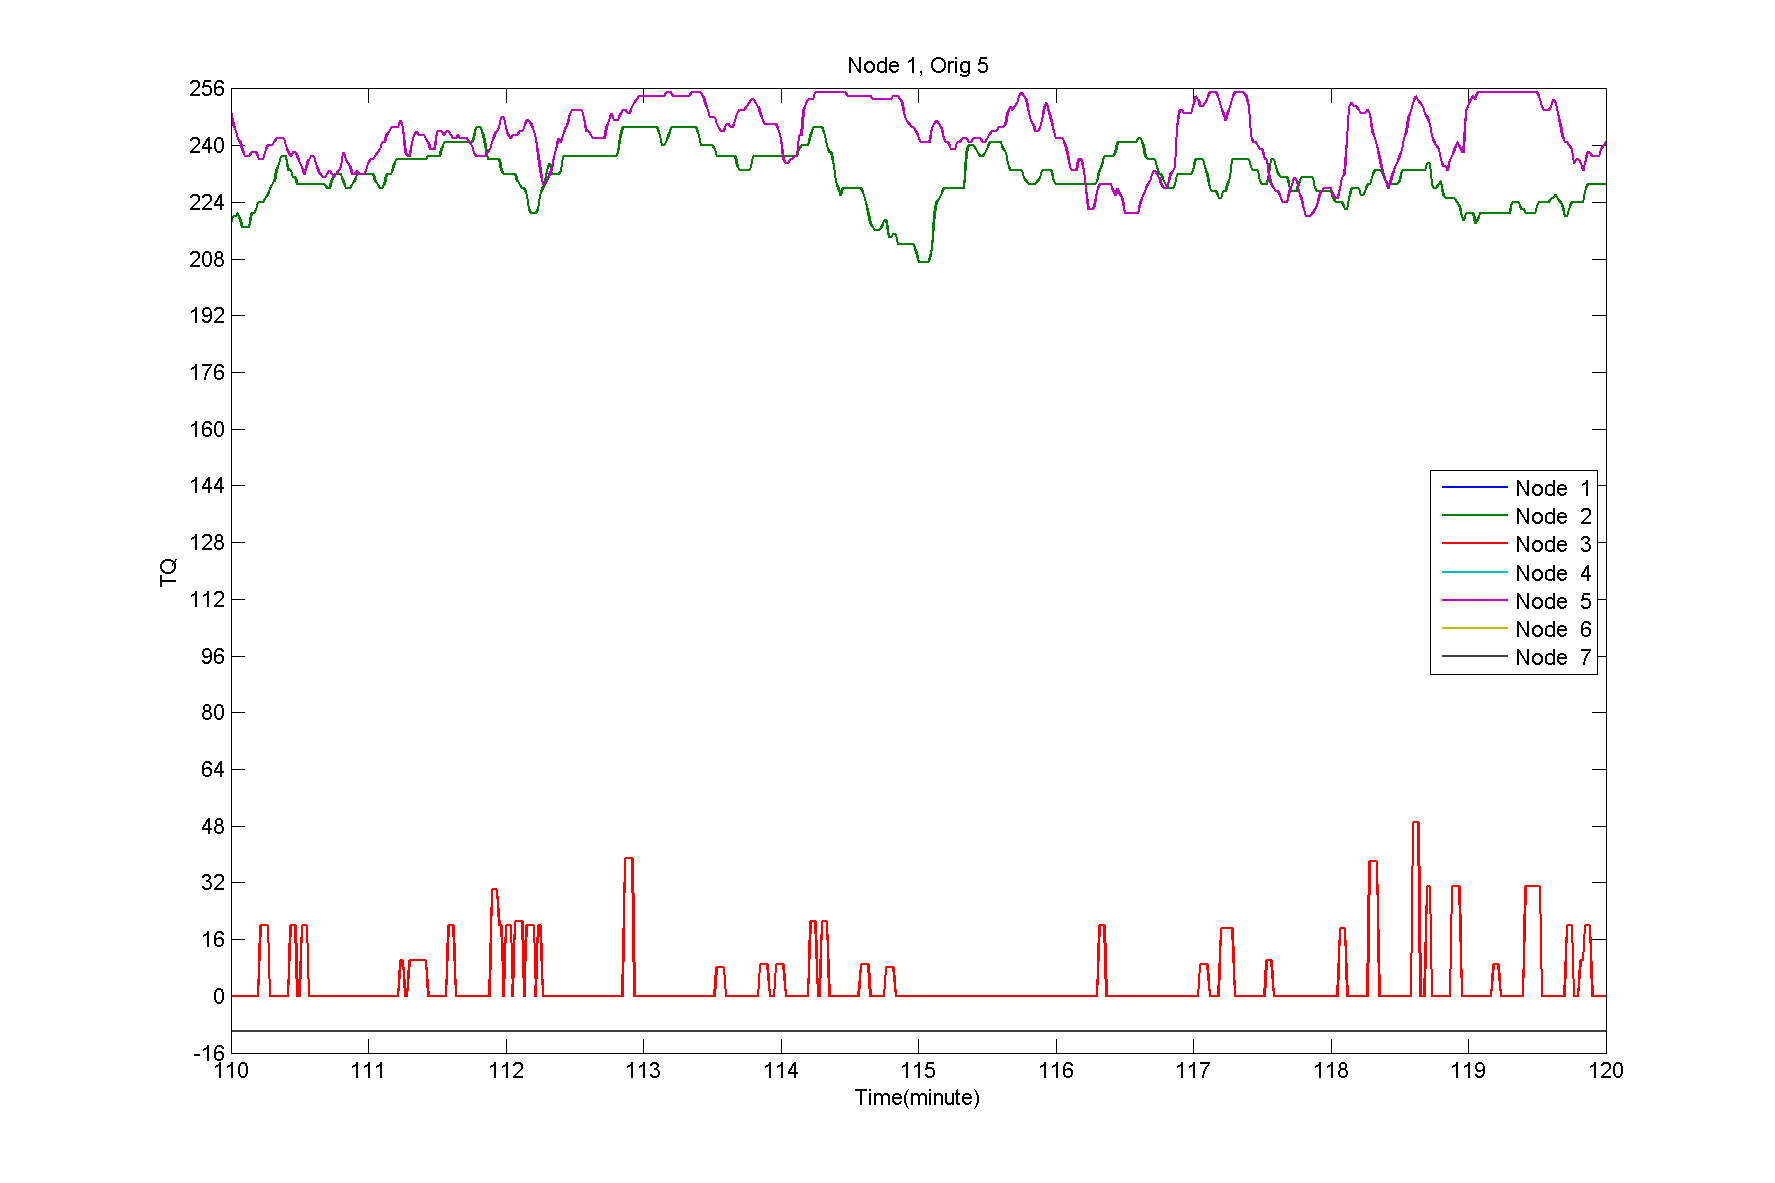 Node 1, Orig 5
256
240
224
208
192
176
160
144
128
112
96
80
64
48
32
16
0
-16
TQ
Node 1
Node 2
Node 3
Node 4
Node 5
Node 6
Node 7
110 111 112 113 114 115 116 117 118 119 120
Time(minute)